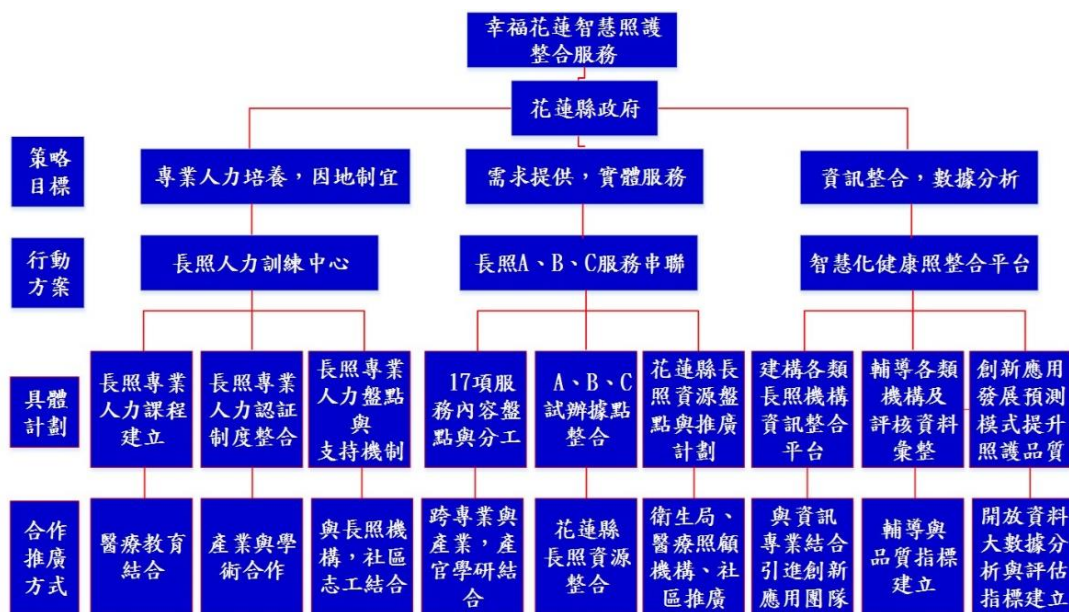 幸福花蓮智慧照護
整合服務
花蓮縣政府
策略
目標
專業人力培養，因地制宜
需求提供，實體服務
資訊整合，數據分析
行動
方案
長照人力訓練中心
長照A、B、C服務串聯
智慧化健康照整合平台
具體
計劃
長照專業
人力課程
建立
長照專業
人力認証
制度整合
長照專業
人力盤點
與
支持機制
17項服
務內容盤
點與分工
A、B、C
試辦據點
整合
花蓮縣長
照資源盤
點與推廣
計劃
建構各類
長照機構
資訊整合
平台
輔導各類
機構及
評核資料
彙整
創新應用
發展預測
模式提升
照護品質
合作
推廣
方式
醫療教育
結合
產業與學
術合作
與長照機
構，社區
志工結合
跨專業與
產業，產
官學研結
合
花蓮縣
長照資源
整合
衛生局、
醫療照顧
機構、社
區推廣
與資訊
專業結合
引進創新
應用團隊
輔導與
品質指標
建立
開放資料
大數據分
析與評估
指標建立